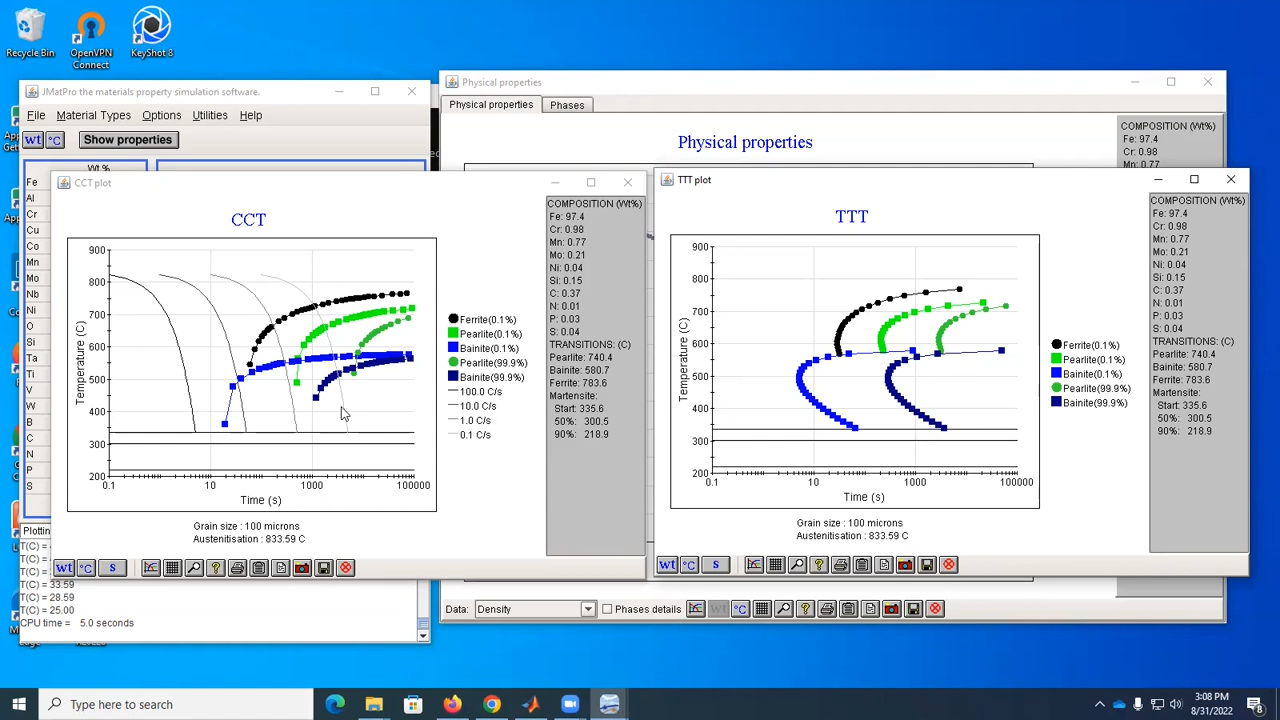 Recycle Bin
OpenVPN
Connect
KeyShot 8
JMatPro the materials property simulation software.
File Material Types Options Utilities Help
wt °C Show properties
Wt %
Fe
Al
Cr
Cu
Co
Mn
Mo
Nb
Ni
O
Si
Ta
Ti
V
W
B
C
N
P
S
T(C) = 33.59
T(C) = 28.59
T(C) = 25.00
CPU time = 5.0 seconds
Physical properties
Physical properties Phases
Physical properties
COMPOSITION (Wt%)
Fe: 97.4
Cr: 0.98
Mn: 0.77
Data: Density Phases details wt °C
CCT plot
CCT
900
800
700
600
500
400
300
200
0.1 10 1000 100000
Temperature (C)
Time (s)
Grain size : 100 microns
Austenitisation : 833.59 C
Ferrite(0.1%)
Pearlite(0.1%)
Bainite(0.1%)
Pearlite(99.9%)
Bainite(99.9%)
100.0 C/s
10.0 C/s
1.0 C/s
0.1 C/s
COMPOSITION (Wt%)
Fe: 97.4
Cr: 0.98
Mn: 0.77
Mo: 0.21
Ni: 0.04
Si: 0.15
C: 0.37
N: 0.01
P: 0.03
S: 0.04
TRANSITIONS: (C)
Pearlite: 740.4
Bainite: 580.7
Ferrite: 783.6
Martensite:
Start: 335.6
50%: 300.5
90%: 218.9
wt °C S
TTT plot
TTT
900
800
700
600
500
400
300
200
0.1 10 1000 100000
Temperature (C)
Time (s)
Grain size : 100 microns
Austenitisation : 833.59 C
Ferrite(0.1%)
Pearlite(0.1%)
Bainite(0.1%)
Pearlite(99.9%)
Bainite(99.9%)
COMPOSITION (Wt%)
Fe: 97.4
Cr: 0.98
Mn: 0.77
Mo: 0.21
Ni: 0.04
Si: 0.15
C: 0.37
N: 0.01
P: 0.03
S: 0.04
TRANSITIONS: (C)
Pearlite: 740.4
Bainite: 580.7
Ferrite: 783.6
Martensite:
Start: 335.6
50%: 300.5
90%: 218.9
wt °C S
Type here to search
3:08 PM
8/31/2022
8